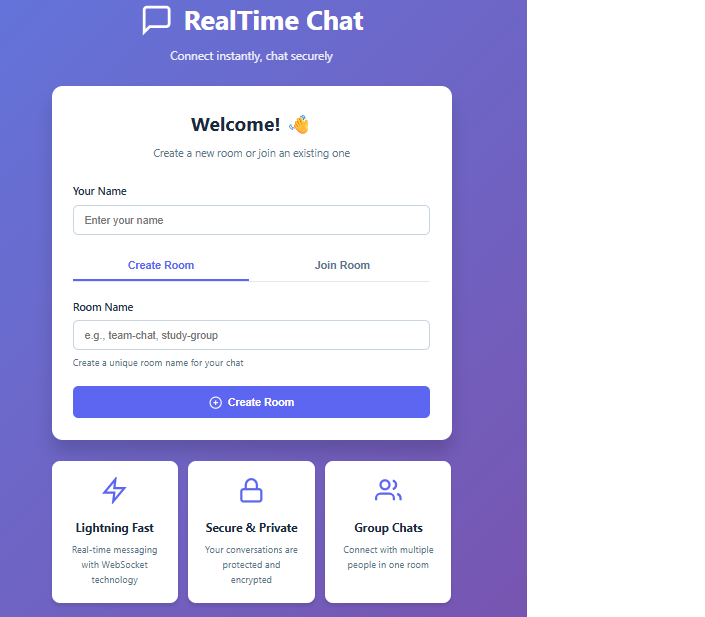 RealTime Chat
Connect instantly, chat securely
Welcome! 👋
Create a new room or join an existing one
Your Name
Enter your name
Create Room
Join Room
Room Name
e.g., team-chat, study-group
Create a unique room name for your chat
Create Room
Lightning Fast
Real-time messaging
with WebSocket
technology
Secure & Private
Your conversations are
protected and
encrypted
Group Chats
Connect with multiple
people in one room